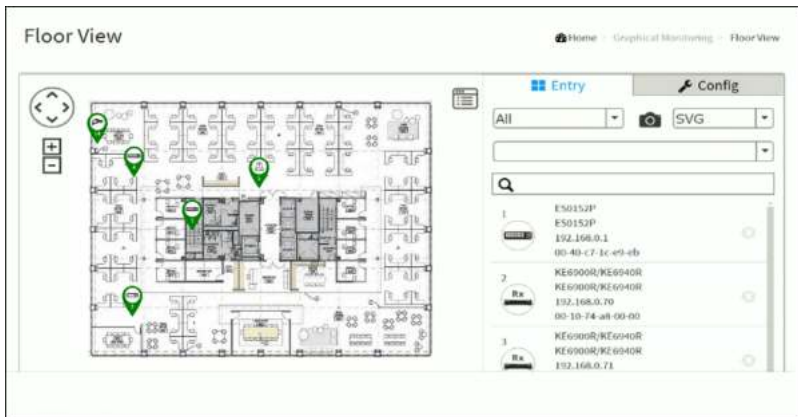 Floor View
Home - Graphical Monitoring - Floor View
Entry
Config
All
SVG
1
ES0152P
ES0152P
192.168.0.1
00-40-c7-1c-e9-eb
2
KE6900R/KE6940R
KE6900R/KE6940R
Rx
192.168.0.70
00-10-74-a8-00-00
3
KE6900R/KE6940R
KE6900R/KE6940R
Rx
192.168.0.71